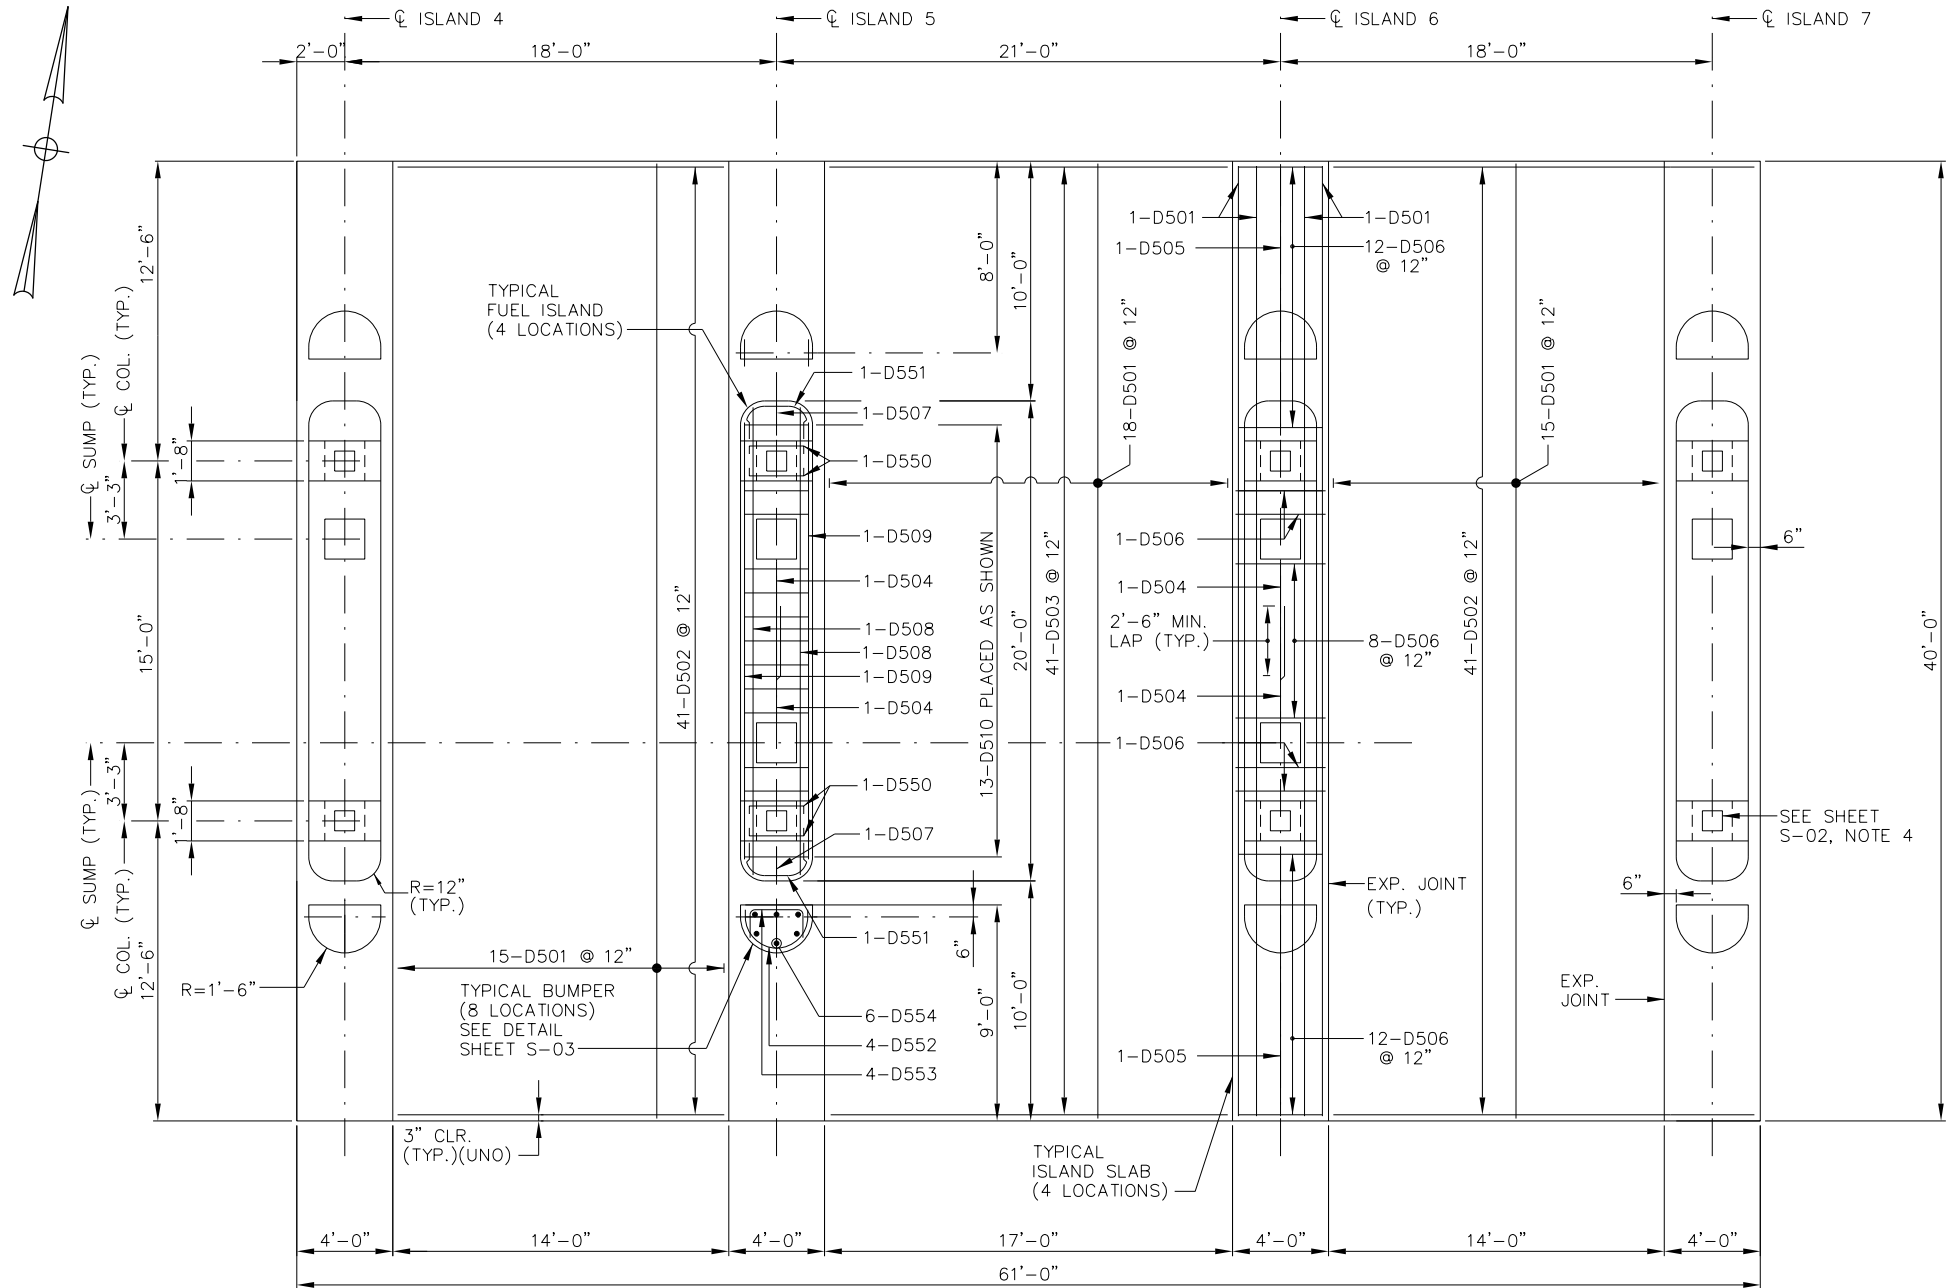 ℄ ISLAND 4
℄ ISLAND 5
℄ ISLAND 6
℄ ISLAND 7
2'-0"
18'-0"
21'-0"
18'-0"
12'-6"
℄ COL. (TYP.)
℄ SUMP (TYP.)
1'-8"
3'-3"
15'-0"
3'-3"
1'-8"
℄ SUMP (TYP.)
℄ COL. (TYP.)
12'-6"
TYPICAL
FUEL ISLAND
(4 LOCATIONS)
41-D502 @ 12"
R=12"
(TYP.)
R=1'-6"
15-D501 @ 12"
TYPICAL BUMPER
(8 LOCATIONS)
SEE DETAIL
SHEET S-03
3" CLR.
(TYP.)(UNO)
1-D551
1-D507
1-D550
1-D509
1-D504
1-D508
1-D508
1-D509
1-D504
1-D550
1-D507
1-D551
6-D554
4-D552
4-D553
8'-0"
10'-0"
13-D510 PLACED AS SHOWN
20'-0"
41-D503 @ 12"
6"
9'-0"
10'-0"
18-D501 @ 12"
1-D501
1-D505
1-D501
12-D506
@ 12"
1-D506
1-D504
2'-6" MIN.
LAP (TYP.)
8-D506
@ 12"
1-D504
1-D506
EXP. JOINT
(TYP.)
1-D505
12-D506
@ 12"
TYPICAL
ISLAND SLAB
(4 LOCATIONS)
41-D502 @ 12"
15-D501 @ 12"
6"
SEE SHEET
S-02, NOTE 4
6"
EXP.
JOINT
40'-0"
4'-0"
14'-0"
4'-0"
17'-0"
4'-0"
14'-0"
4'-0"
61'-0"